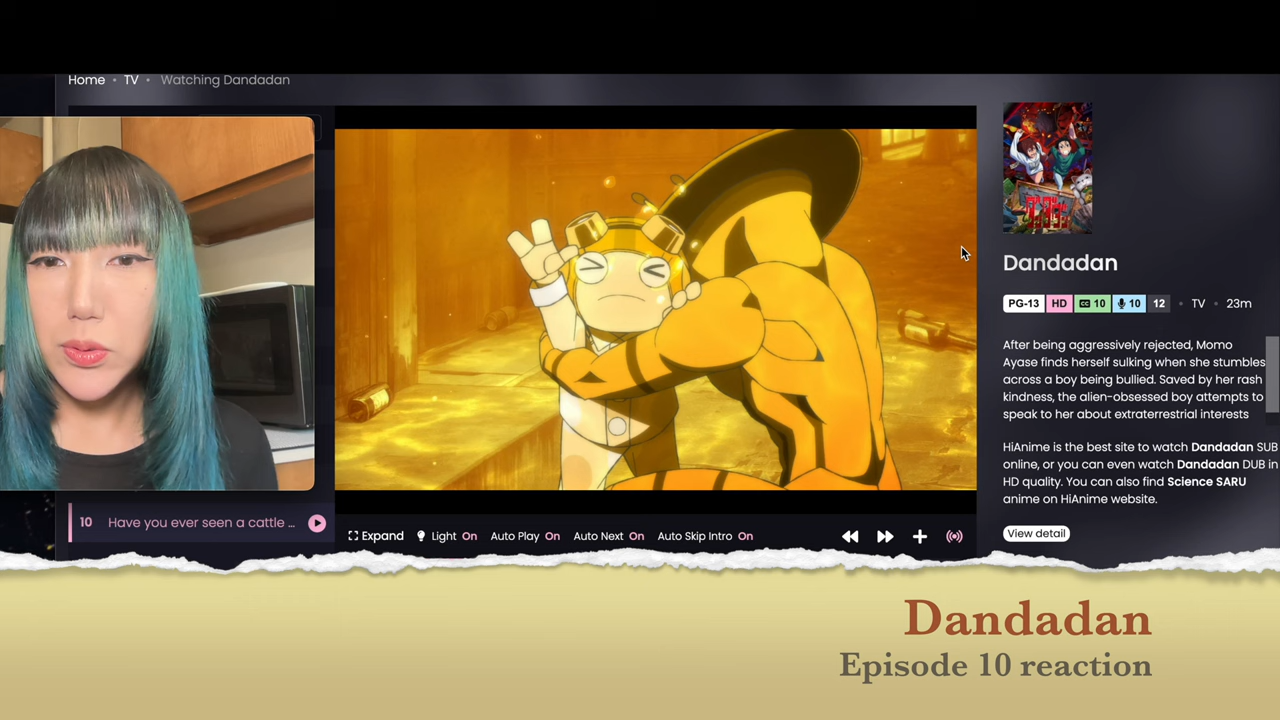 Home • TV • Watching Dandadan
Dandadan
PG-13 HD CC 10 10 12 • TV • 23m
After being aggressively rejected, Momo
Ayase finds herself sulking when she stumbles
across a boy being bullied. Saved by her rash
kindness, the alien-obsessed boy attempts to
speak to her about extraterrestrial interests
HiAnime is the best site to watch Dandadan SUB
online, or you can even watch Dandadan DUB in
HD quality. You can also find Science SARU
anime on HiAnime website.
View detail
10 Have you ever seen a cattle ...
Expand Light On Auto Play On Auto Next On Auto Skip Intro On
Dandadan
Episode 10 reaction